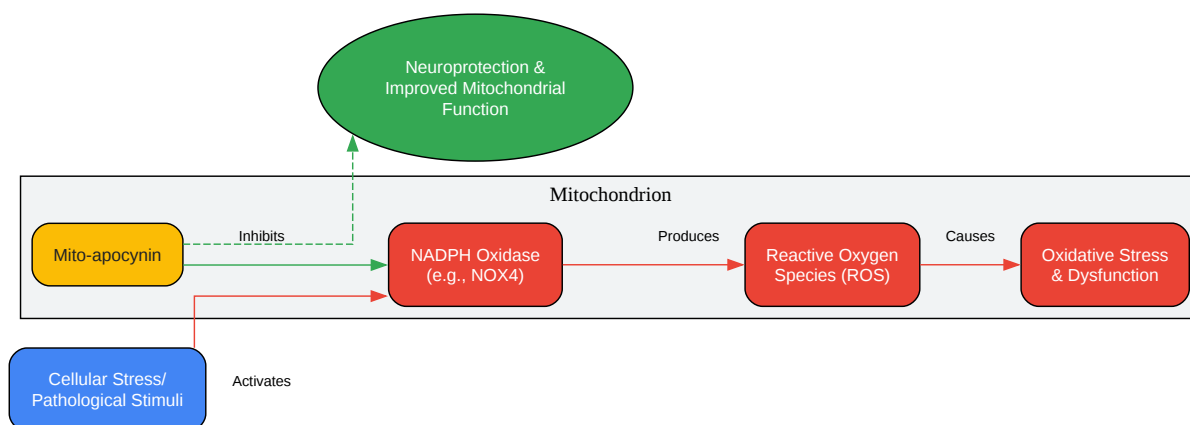 Neuroprotection &
Improved Mitochondrial
Function
Mitochondrion
Mito-apocynin
Inhibits
NADPH Oxidase
(e.g., NOX4)
Produces
Reactive Oxygen
Species (ROS)
Causes
Oxidative Stress
& Dysfunction
Cellular Stress/
Pathological Stimuli
Activates